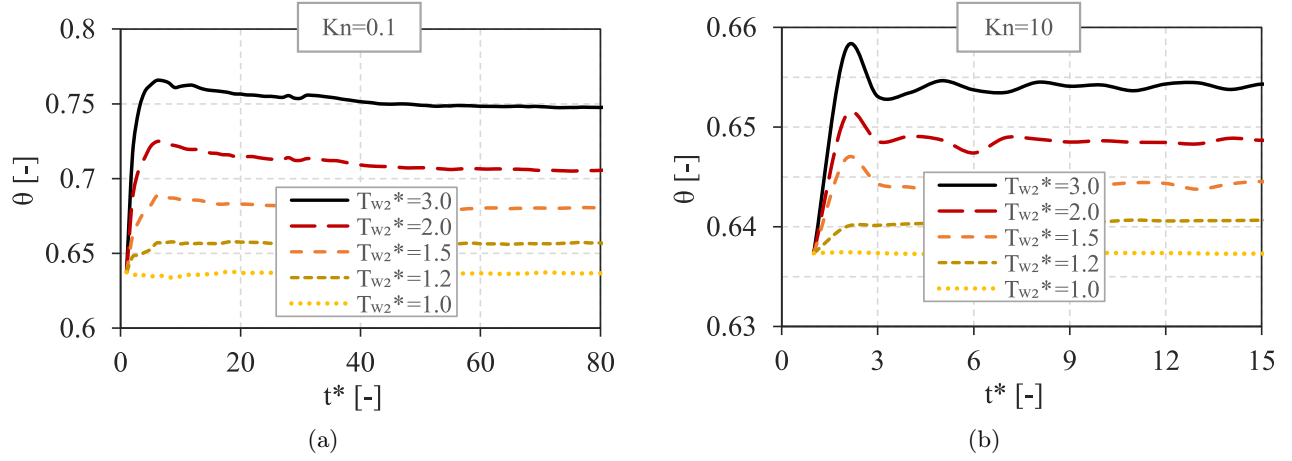 Kn=0.1
0.8
0.75
0.7
0.65
0.6
θ [-]
Tw2*=3.0
Tw2*=2.0
Tw2*=1.5
Tw2*=1.2
Tw2*=1.0
0 20 40 60 80
t* [-]
(a)
Kn=10
0.66
0.65
0.64
0.63
θ [-]
Tw2*=3.0
Tw2*=2.0
Tw2*=1.5
Tw2*=1.2
Tw2*=1.0
0 3 6 9 12 15
t* [-]
(b)